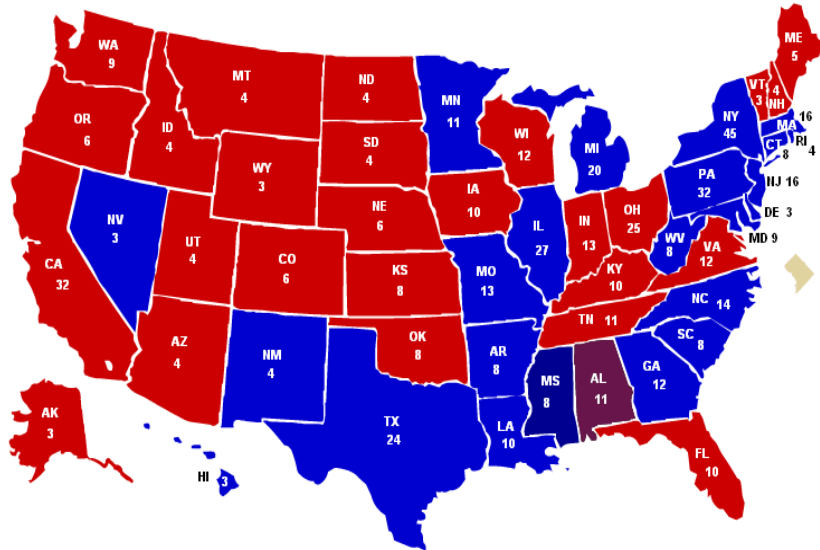 WA
9
OR
6
CA
32
NV
3
ID
4
MT
4
WY
3
UT
4
AZ
4
CO
6
NM
4
ND
4
SD
4
NE
6
KS
8
OK
8
TX
24
MN
11
IA
10
MO
13
AR
8
LA
10
WI
12
IL
27
MI
20
IN
13
OH
25
KY
10
TN 11
MS
8
AL
11
GA
12
FL
10
SC
8
NC 14
VA
12
WV
8
PA
32
NY
45
VT
3
4
NH
ME
5
16
MA
RI
4
CT
8
NJ 16
DE 3
MD 9
AK
3
HI 3